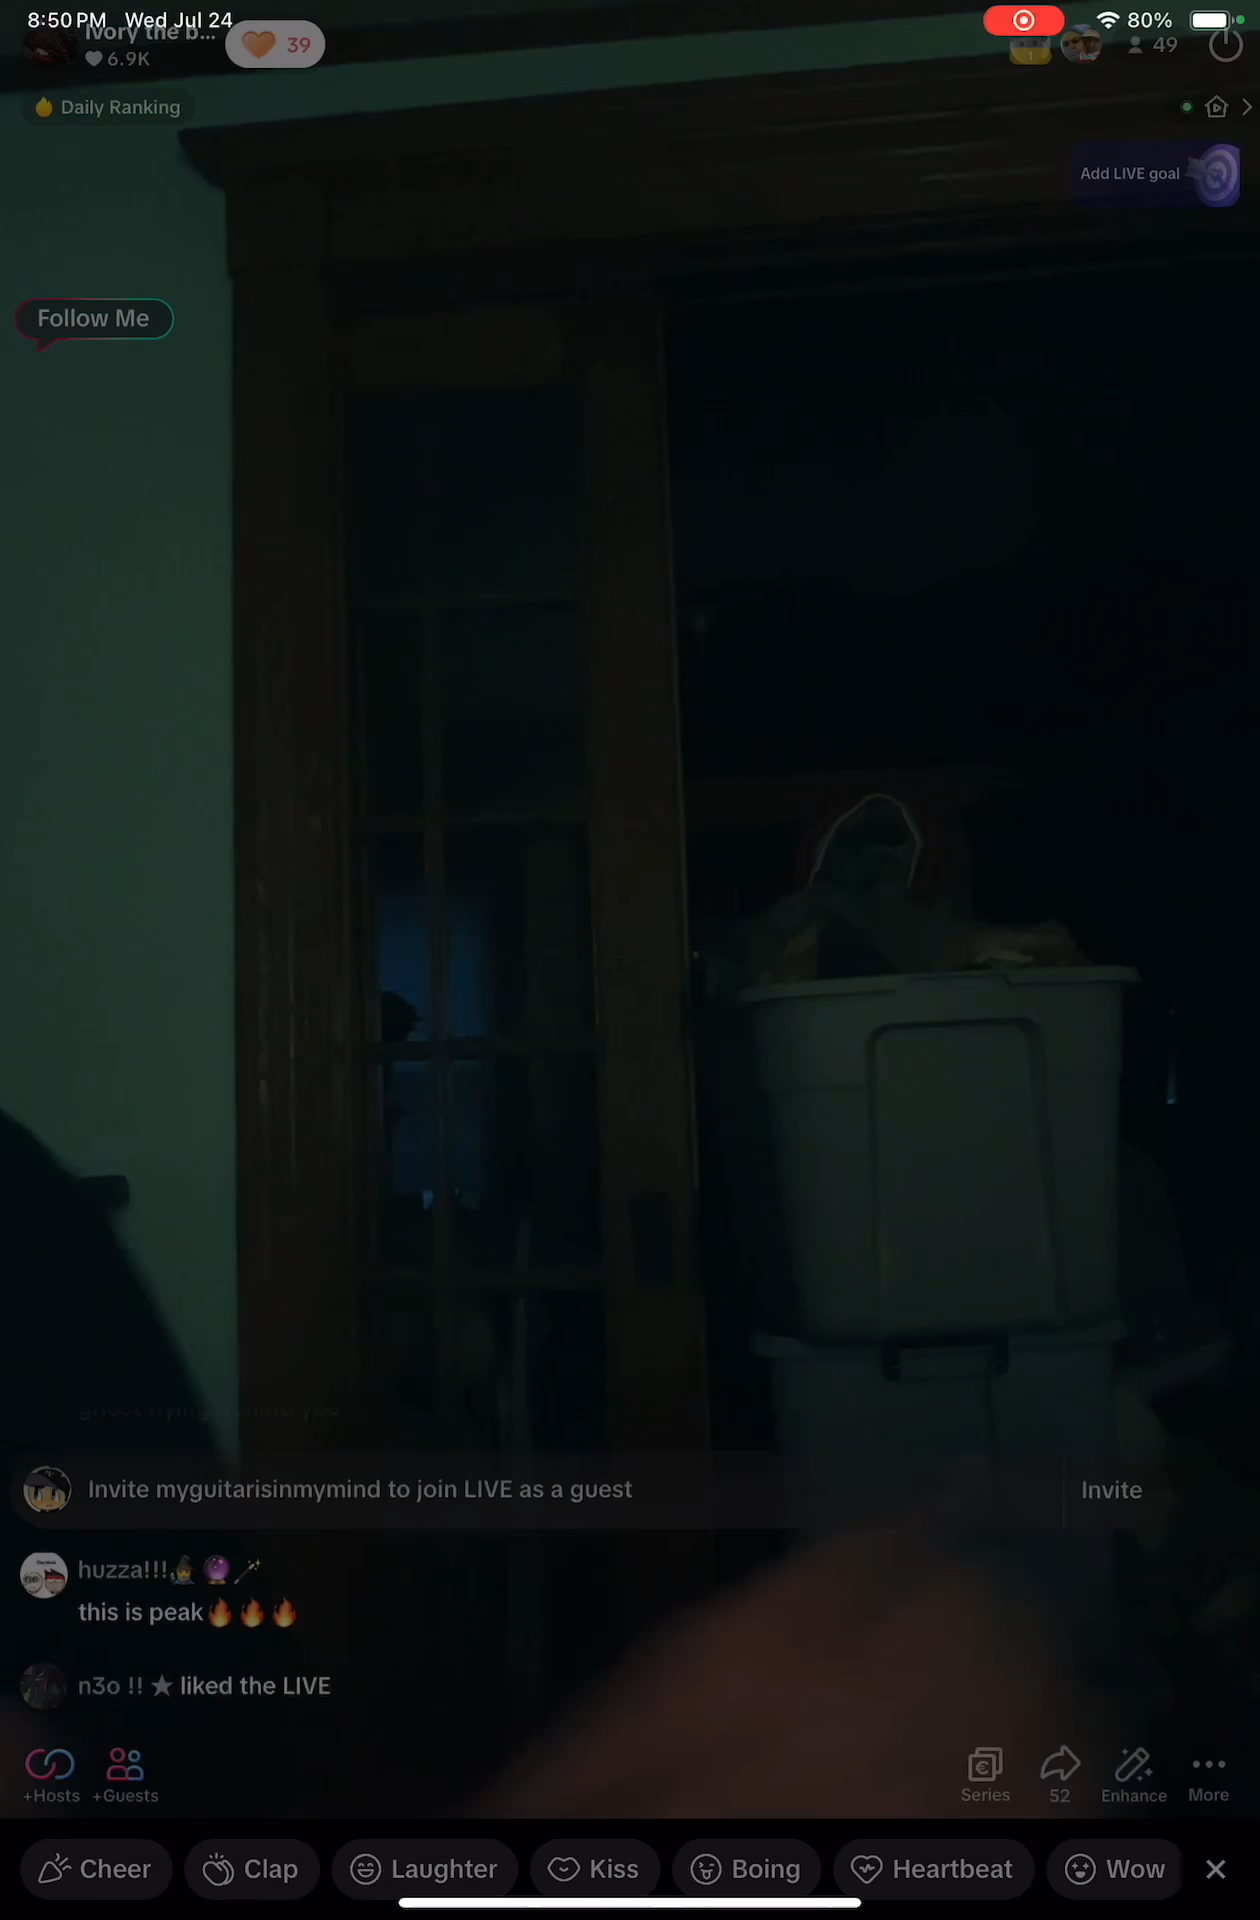 8:50 PM Wed Jul 24
80%
Ivory the b...
6.9K
39
1
49
Daily Ranking
Add LIVE goal
Follow Me
Invite myguitarisinmymind to join LIVE as a guest
Invite
huzza!!!🧙🔮🪄
this is peak🔥🔥🔥
n3o !! ★ liked the LIVE
+Hosts
+Guests
Series
52
Enhance
More
Cheer
Clap
Laughter
Kiss
Boing
Heartbeat
Wow